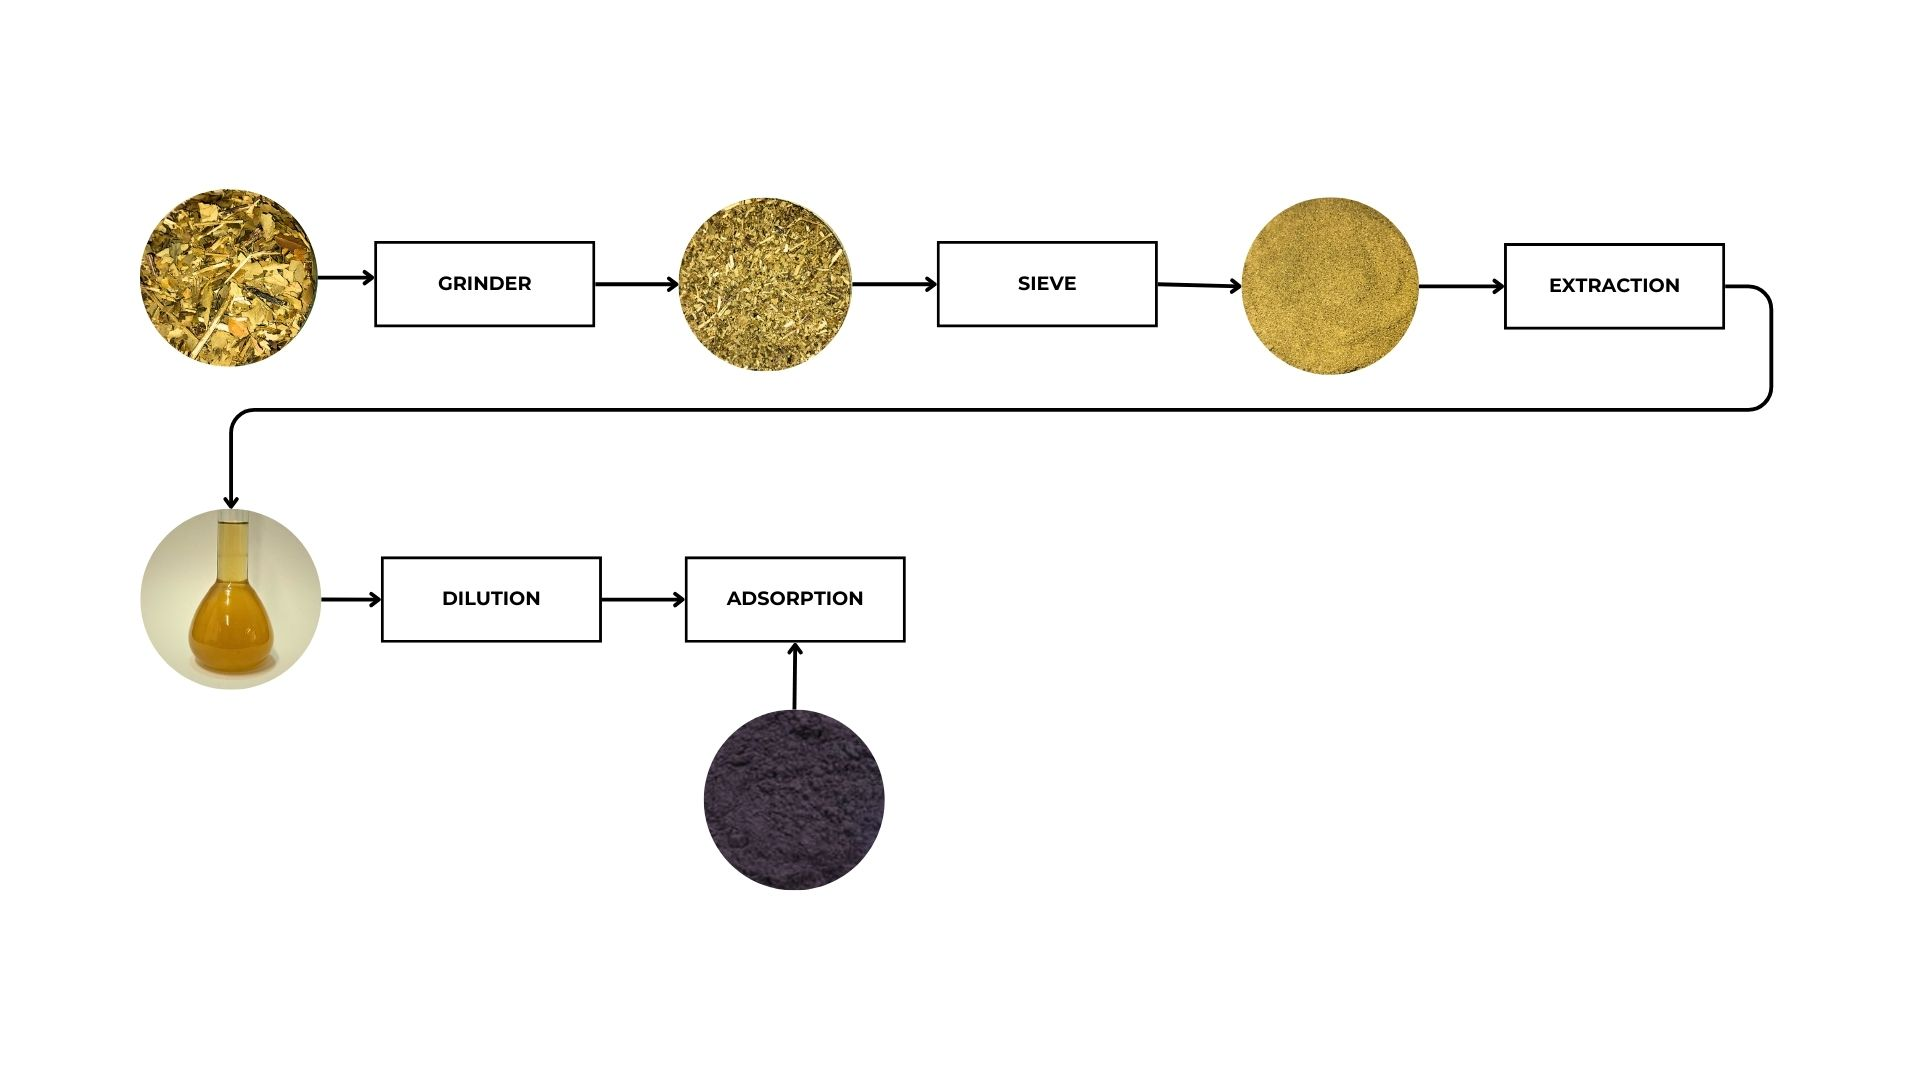 GRINDER
SIEVE
EXTRACTION
DILUTION
ADSORPTION